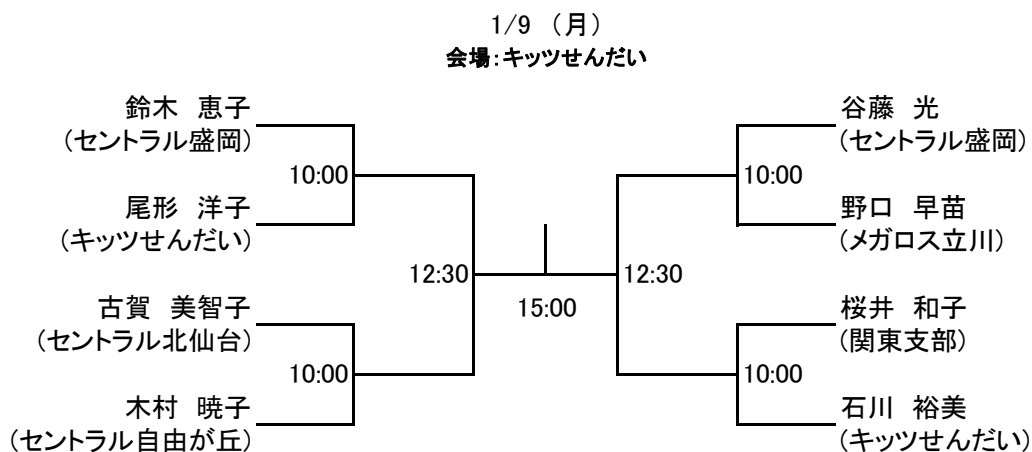 1/9 (月)
会場:キッツせんだい
鈴木 恵子
(セントラル盛岡)
10:00
尾形 洋子
(キッツせんだい)
12:30
古賀 美智子
(セントラル北仙台)
10:00
木村 暁子
(セントラル自由が丘)
15:00
谷藤 光
(セントラル盛岡)
10:00
野口 早苗
(メガロス立川)
12:30
桜井 和子
(関東支部)
10:00
石川 裕美
(キッツせんだい)